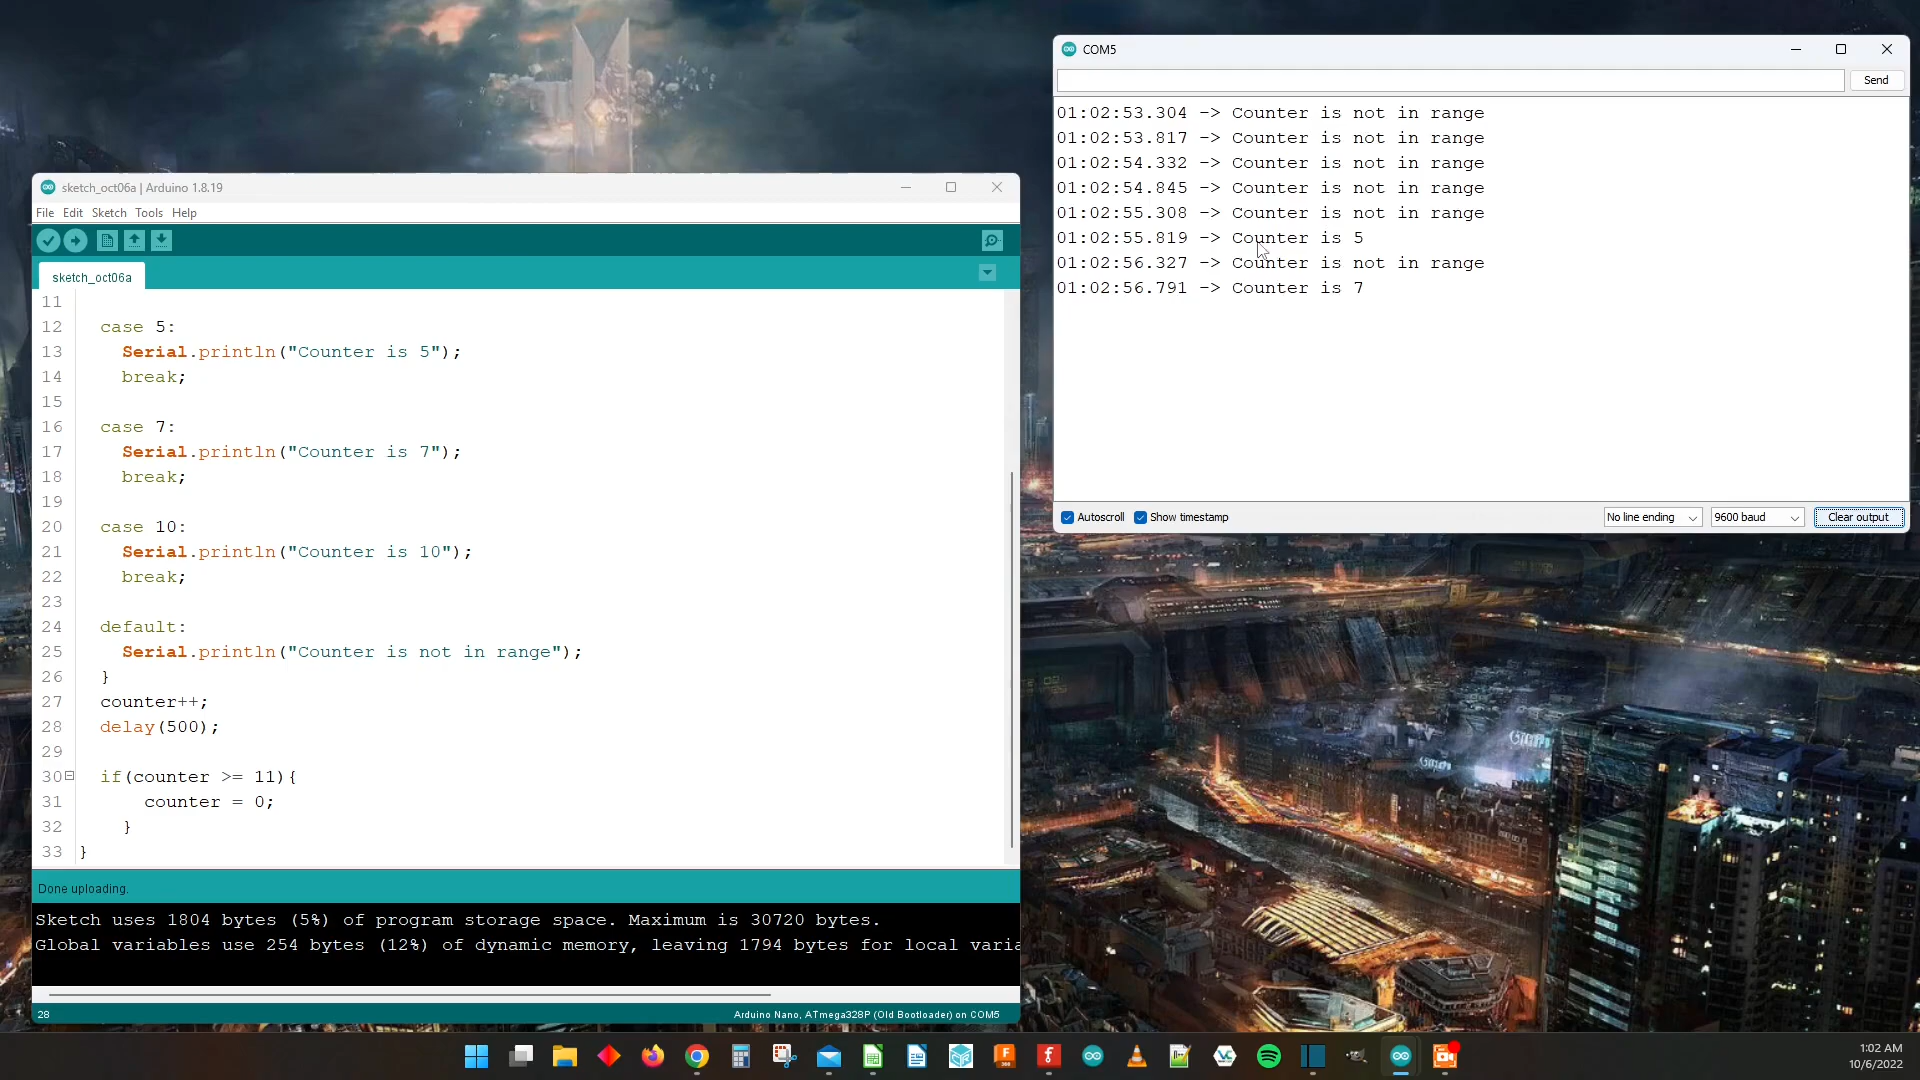 COM5
Send
01:02:53.304 -> Counter is not in range
01:02:53.817 -> Counter is not in range
01:02:54.332 -> Counter is not in range
01:02:54.845 -> Counter is not in range
01:02:55.308 -> Counter is not in range
01:02:55.819 -> Counter is 5
01:02:56.327 -> Counter is not in range
01:02:56.791 -> Counter is 7
Autoscroll Show timestamp No line ending 9600 baud Clear output
sketch_oct06a | Arduino 1.8.19
File Edit Sketch Tools Help
sketch_oct06a
11
12 case 5:
13 Serial.println("Counter is 5");
14 break;
15
16 case 7:
17 Serial.println("Counter is 7");
18 break;
19
20 case 10:
21 Serial.println("Counter is 10");
22 break;
23
24 default:
25 Serial.println("Counter is not in range");
26 }
27 counter++;
28 delay(500);
29
30 if(counter >= 11){
31 counter = 0;
32 }
33 }
Done uploading.
Sketch uses 1804 bytes (5%) of program storage space. Maximum is 30720 bytes.
Global variables use 254 bytes (12%) of dynamic memory, leaving 1794 bytes for local varia
28 Arduino Nano, ATmega328P (Old Bootloader) on COM5
1:02 AM
10/6/2022